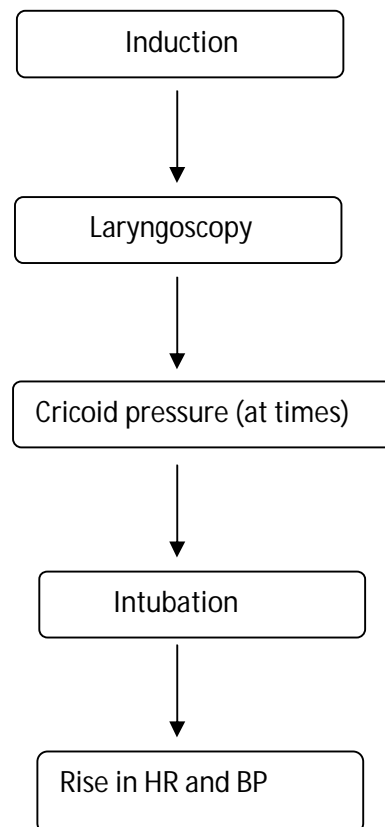 Induction
Laryngoscopy
Cricoid pressure (at times)
Intubation
Rise in HR and BP